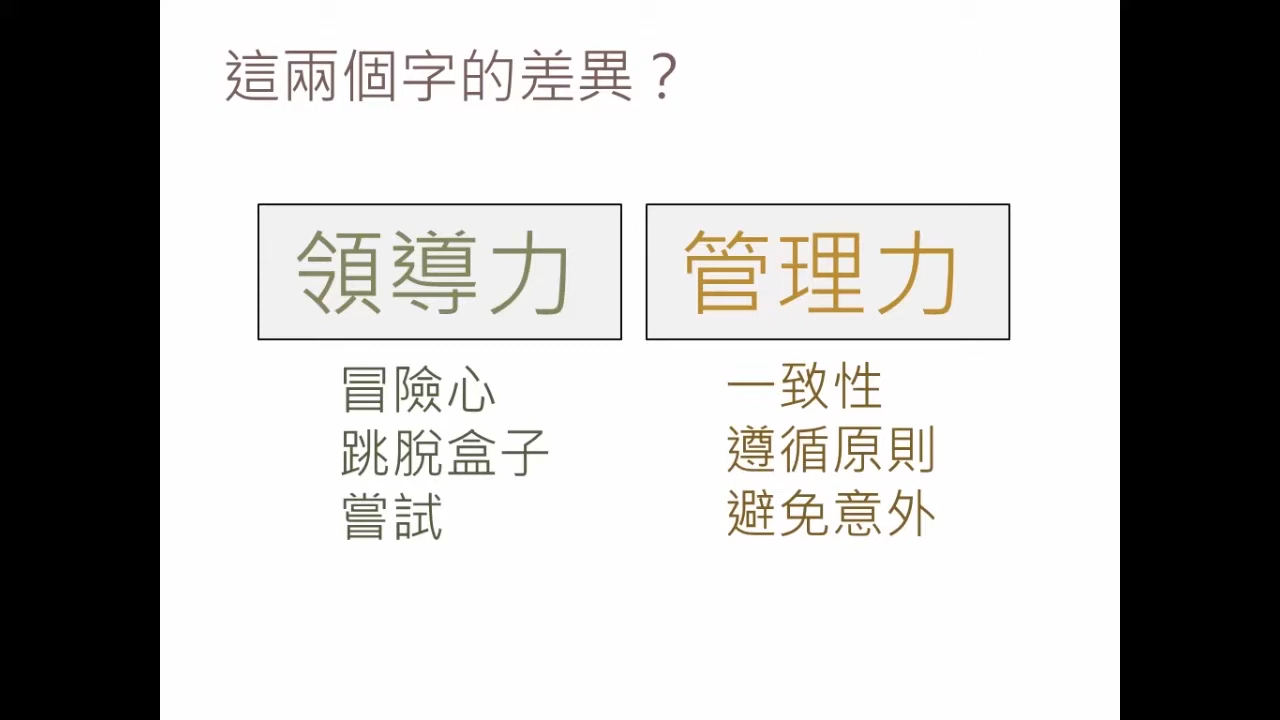 這兩個字的差異？
領導力
冒險心
跳脫盒子
嘗試
管理力
一致性
遵循原則
避免意外